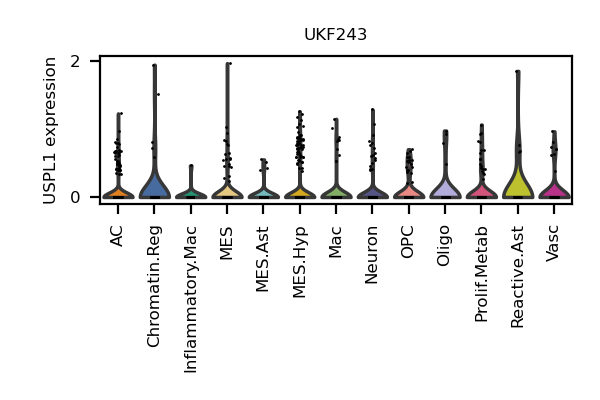 UKF243
USPL1 expression
2
0
AC
Chromatin.Reg
Inflammatory.Mac
MES
MES.Ast
MES.Hyp
Mac
Neuron
OPC
Oligo
Prolif.Metab
Reactive.Ast
Vasc